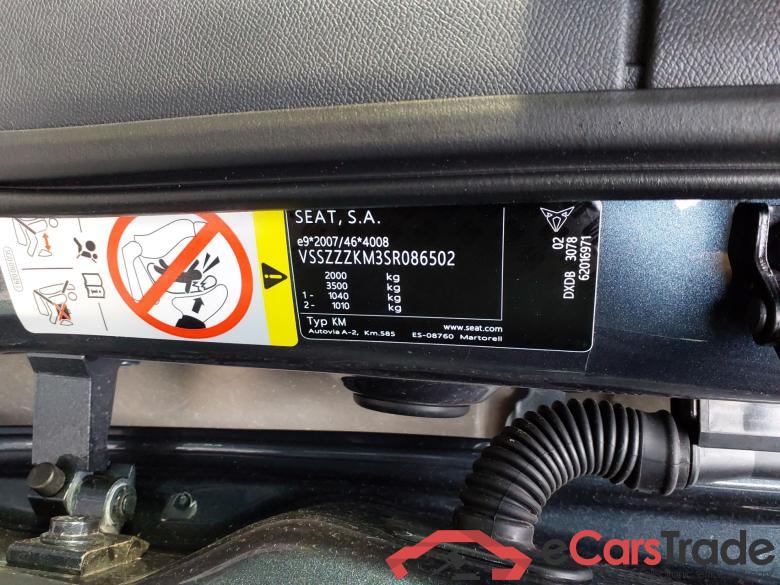 SEAT, S.A.
e9*2007/46*4008
VSSZZZKM3SR086502
2000 kg
3500 kg
1- 1040 kg
2- 1010 kg
Typ KM www.seat.com
Autovia A-2, Km.585 ES-08760 Martorell
02
DXDB 3078
62016971
eCarsTrade